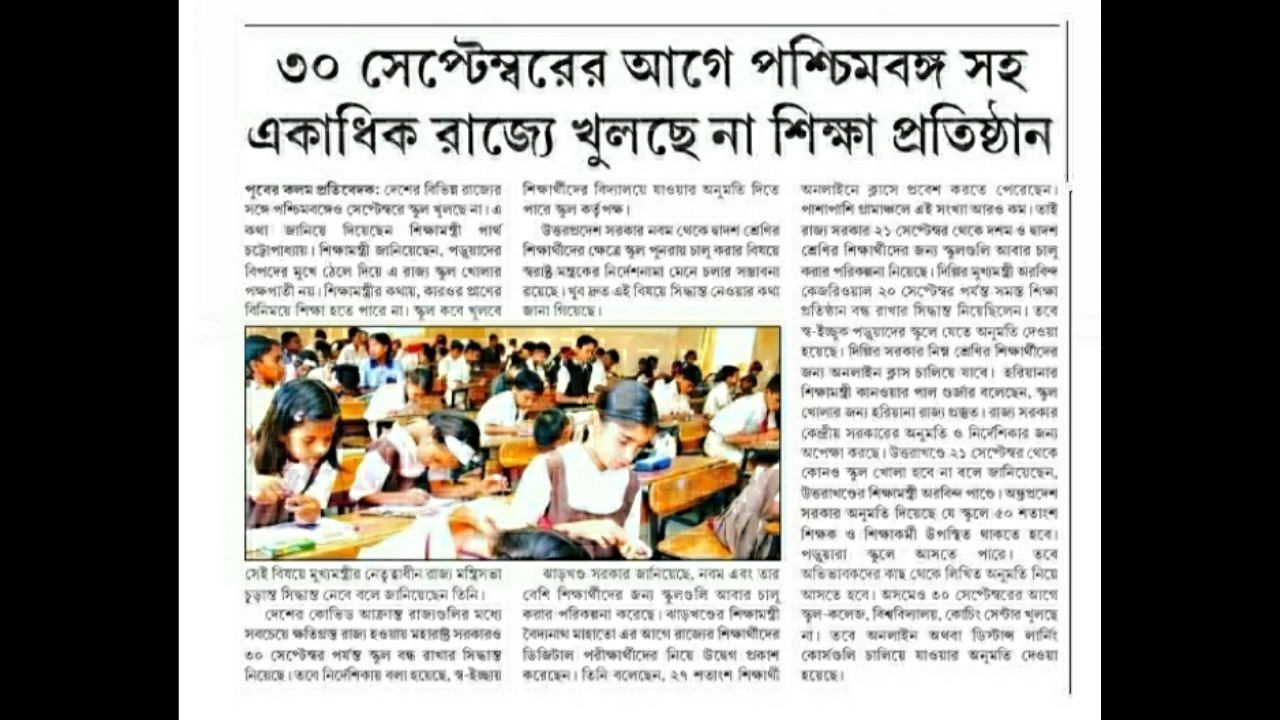 ৩০ সেপ্টেম্বরের আগে পশ্চিমবঙ্গ সহ
একাধিক রাজ্যে খুলছে না শিক্ষা প্রতিষ্ঠান
পুবের কলম প্রতিবেদক: দেশের বিভিন্ন রাজ্যের
সঙ্গে পশ্চিমবঙ্গেও সেপ্টেম্বরে স্কুল খুলছে না। এ
কথা জানিয়ে দিয়েছেন শিক্ষামন্ত্রী পার্থ
চট্টোপাধ্যায়। শিক্ষামন্ত্রী জানিয়েছেন, পড়ুয়াদের
বিপদের মুখে ঠেলে দিয়ে এ রাজ্য স্কুল খোলার
পক্ষপাতী নয়। শিক্ষামন্ত্রীর কথায়, কারওর প্রাণের
বিনিময়ে শিক্ষা হতে পারে না। স্কুল কবে খুলবে
সেই বিষয়ে মুখ্যমন্ত্রীর নেতৃত্বাধীন রাজ্য মন্ত্রিসভা
চূড়ান্ত সিদ্ধান্ত নেবে বলে জানিয়েছেন তিনি।
দেশের কোভিড আক্রান্ত রাজ্যগুলির মধ্যে
সবচেয়ে ক্ষতিগ্রস্ত রাজ্য হওয়ায় মহারাষ্ট্র সরকারও
৩০ সেপ্টেম্বর পর্যন্ত স্কুল বন্ধ রাখার সিদ্ধান্ত
নিয়েছে। তবে নির্দেশিকায় বলা হয়েছে, স্ব-ইচ্ছায়
শিক্ষার্থীদের বিদ্যালয়ে যাওয়ার অনুমতি দিতে
পারে স্কুল কর্তৃপক্ষ।
উত্তরপ্রদেশ সরকার নবম থেকে দ্বাদশ শ্রেণির
শিক্ষার্থীদের ক্ষেত্রে স্কুল পুনরায় চালু করার বিষয়ে
স্বরাষ্ট্র মন্ত্রকের নির্দেশনামা মেনে চলার সম্ভাবনা
রয়েছে। খুব দ্রুত এই বিষয়ে সিদ্ধান্ত নেওয়ার কথা
জানা গিয়েছে।
ঝাড়খণ্ড সরকার জানিয়েছে, নবম এবং তার
বেশি শিক্ষার্থীদের জন্য স্কুলগুলি আবার চালু
করার পরিকল্পনা করেছে। ঝাড়খণ্ডের শিক্ষামন্ত্রী
বৈদ্যনাথ মাহাতো এর আগে রাজ্যের শিক্ষার্থীদের
ডিজিটাল পরীক্ষার্থীদের নিয়ে উদ্বেগ প্রকাশ
করেছেন। তিনি বলেছেন, ২৭ শতাংশ শিক্ষার্থী
অনলাইনে ক্লাসে প্রবেশ করতে পেরেছেন।
পাশাপাশি গ্রামাঞ্চলে এই সংখ্যা আরও কম। তাই
রাজ্য সরকার ২১ সেপ্টেম্বর থেকে দশম ও দ্বাদশ
শ্রেণির শিক্ষার্থীদের জন্য স্কুলগুলি আবার চালু
করার পরিকল্পনা নিয়েছে। দিল্লির মুখ্যমন্ত্রী অরবিন্দ
কেজরিওয়াল ২০ সেপ্টেম্বর পর্যন্ত সমস্ত শিক্ষা
প্রতিষ্ঠান বন্ধ রাখার সিদ্ধান্ত নিয়েছিলেন। তবে
স্ব-ইচ্ছুক পড়ুয়াদের স্কুলে যেতে অনুমতি দেওয়া
হয়েছে। দিল্লির সরকার নিম্ন শ্রেণির শিক্ষার্থীদের
জন্য অনলাইন ক্লাস চালিয়ে যাবে। হরিয়ানার
শিক্ষামন্ত্রী কানওয়ার পাল গুর্জার বলেছেন, স্কুল
খোলার জন্য হরিয়ানা রাজ্য প্রস্তুত। রাজ্য সরকার
কেন্দ্রীয় সরকারের অনুমতি ও নির্দেশিকার জন্য
অপেক্ষা করছে। উত্তরাখণ্ডে ২১ সেপ্টেম্বর থেকে
কোনও স্কুল খোলা হবে না বলে জানিয়েছেন,
উত্তরাখণ্ডের শিক্ষামন্ত্রী অরবিন্দ পাণ্ডে। অন্ধ্রপ্রদেশ
সরকার অনুমতি দিয়েছে যে স্কুলে ৫০ শতাংশ
শিক্ষক ও শিক্ষাকর্মী উপস্থিত থাকতে হবে।
পড়ুয়ারা স্কুলে আসতে পারে। তবে
অভিভাবকদের কাছ থেকে লিখিত অনুমতি নিয়ে
আসতে হবে। অসমেও ৩০ সেপ্টেম্বরের আগে
স্কুল-কলেজ, বিশ্ববিদ্যালয়, কোচিং সেন্টার খুলছে
না। তবে অনলাইন অথবা ডিস্টান্স লার্নিং
কোর্সগুলি চালিয়ে যাওয়ার অনুমতি দেওয়া
হয়েছে।